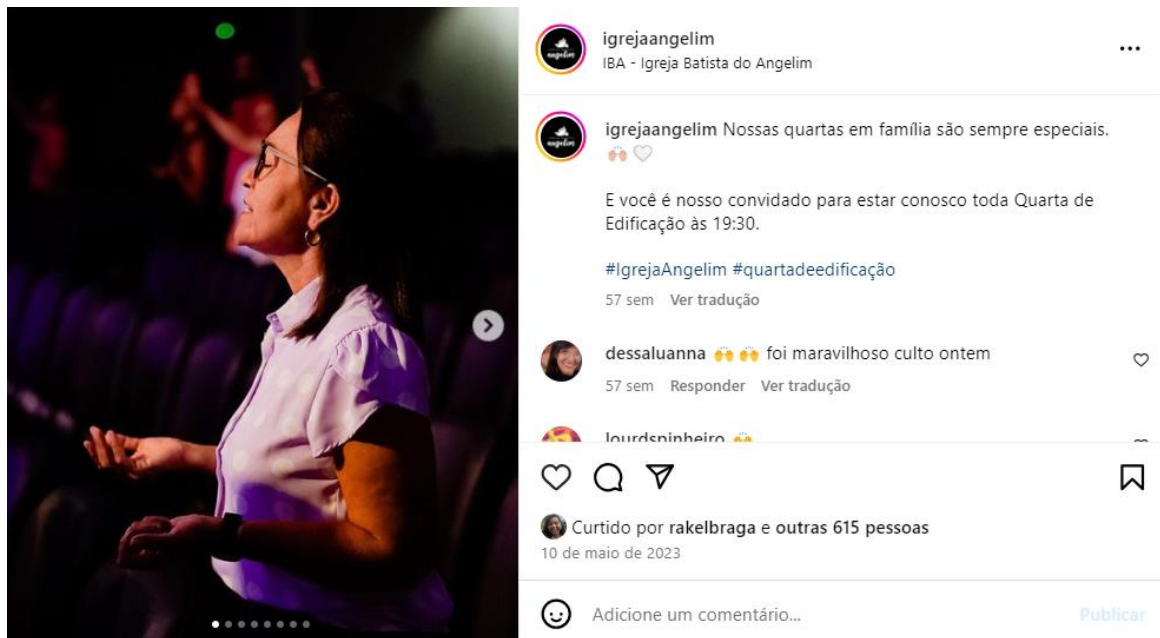 igrejaangelim
IBA - Igreja Batista do Angelim
angelim
igrejaangelim Nossas quartas em família são sempre especiais.
🙌🏻🤍
E você é nosso convidado para estar conosco toda Quarta de
Edificação às 19:30.
#IgrejaAngelim #quartadeedificação
57 sem Ver tradução
dessaluanna 🙌🙌 foi maravilhoso culto ontem
57 sem Responder Ver tradução
lourdspinheiro 🙌
Curtido por rakelbraga e outras 615 pessoas
10 de maio de 2023
Adicione um comentário...
Publicar